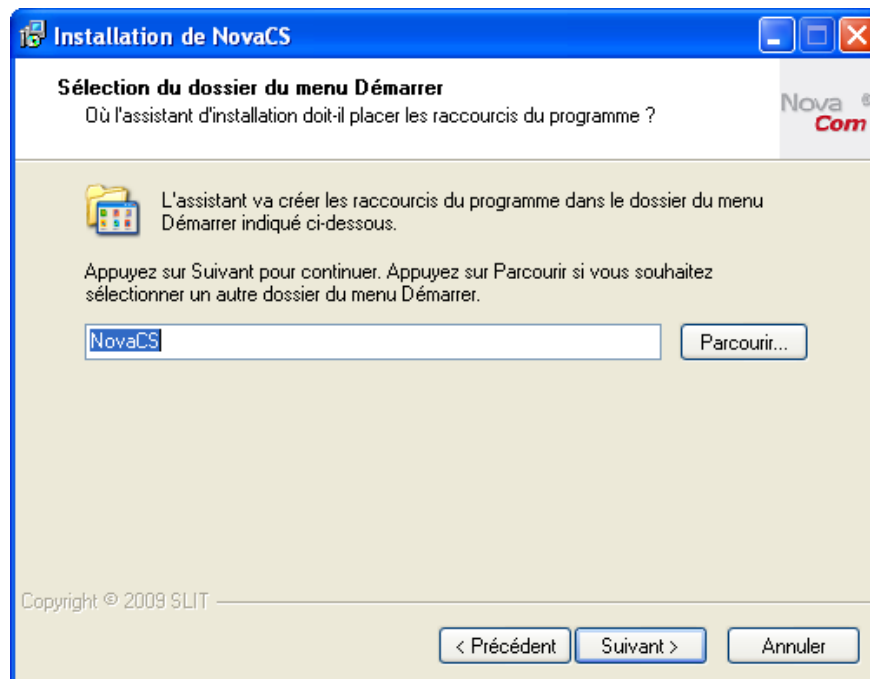 Installation de NovaCS
Sélection du dossier du menu Démarrer
Où l'assistant d'installation doit-il placer les raccourcis du programme ?
Nova ®
Com
L'assistant va créer les raccourcis du programme dans le dossier du menu
Démarrer indiqué ci-dessous.
Appuyez sur Suivant pour continuer. Appuyez sur Parcourir si vous souhaitez
sélectionner un autre dossier du menu Démarrer.
NovaCS
Parcourir...
Copyright © 2009 SLIT
< Précédent
Suivant >
Annuler